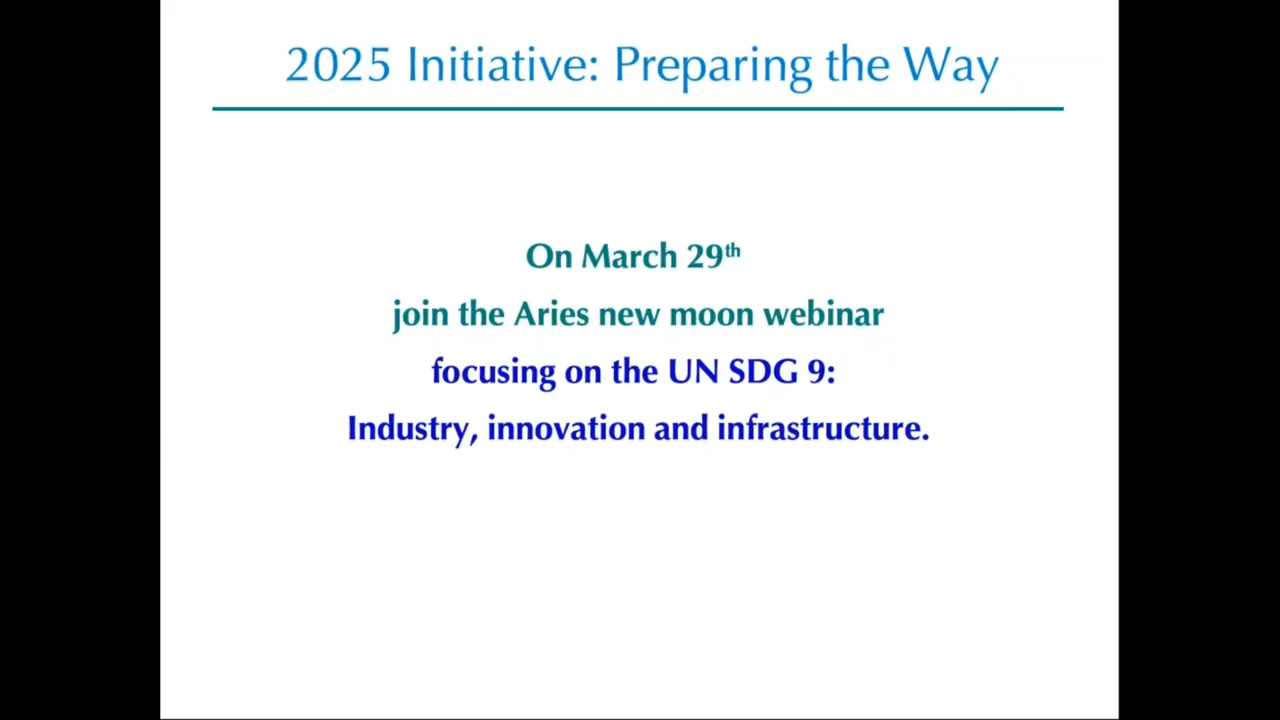 2025 Initiative: Preparing the Way
On March 29th
join the Aries new moon webinar
focusing on the UN SDG 9:
Industry, innovation and infrastructure.